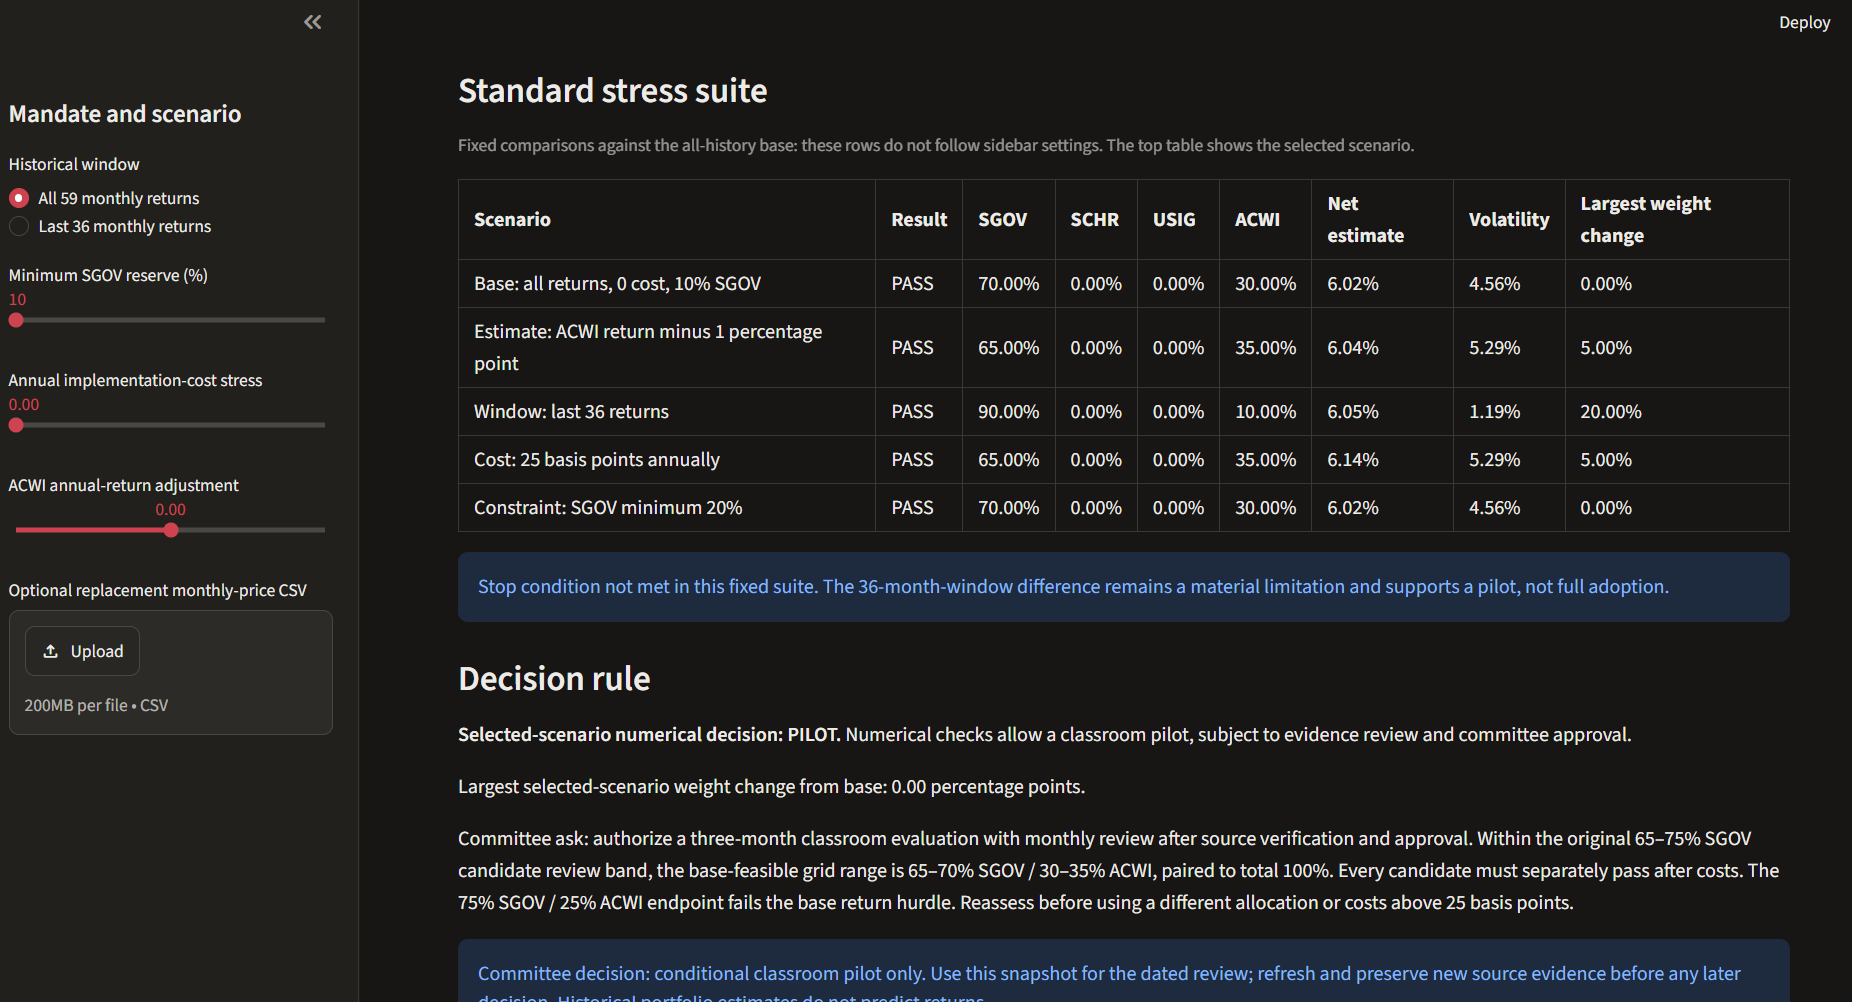 Deploy
Mandate and scenario
Historical window
All 59 monthly returns
Last 36 monthly returns
Minimum SGOV reserve (%)
10
Annual implementation-cost stress
0.00
ACWI annual-return adjustment
0.00
Optional replacement monthly-price CSV
Upload
200MB per file • CSV
Standard stress suite
Fixed comparisons against the all-history base: these rows do not follow sidebar settings. The top table shows the selected scenario.
Scenario Result SGOV SCHR USIG ACWI Net estimate Volatility Largest weight change
Base: all returns, 0 cost, 10% SGOV PASS 70.00% 0.00% 0.00% 30.00% 6.02% 4.56% 0.00%
Estimate: ACWI return minus 1 percentage point PASS 65.00% 0.00% 0.00% 35.00% 6.04% 5.29% 5.00%
Window: last 36 returns PASS 90.00% 0.00% 0.00% 10.00% 6.05% 1.19% 20.00%
Cost: 25 basis points annually PASS 65.00% 0.00% 0.00% 35.00% 6.14% 5.29% 5.00%
Constraint: SGOV minimum 20% PASS 70.00% 0.00% 0.00% 30.00% 6.02% 4.56% 0.00%
Stop condition not met in this fixed suite. The 36-month-window difference remains a material limitation and supports a pilot, not full adoption.
Decision rule
Selected-scenario numerical decision: PILOT. Numerical checks allow a classroom pilot, subject to evidence review and committee approval.
Largest selected-scenario weight change from base: 0.00 percentage points.
Committee ask: authorize a three-month classroom evaluation with monthly review after source verification and approval. Within the original 65–75% SGOV
candidate review band, the base-feasible grid range is 65–70% SGOV / 30–35% ACWI, paired to total 100%. Every candidate must separately pass after costs. The
75% SGOV / 25% ACWI endpoint fails the base return hurdle. Reassess before using a different allocation or costs above 25 basis points.
Committee decision: conditional classroom pilot only. Use this snapshot for the dated review; refresh and preserve new source evidence before any later
decision. Historical portfolio estimates do not predict returns.